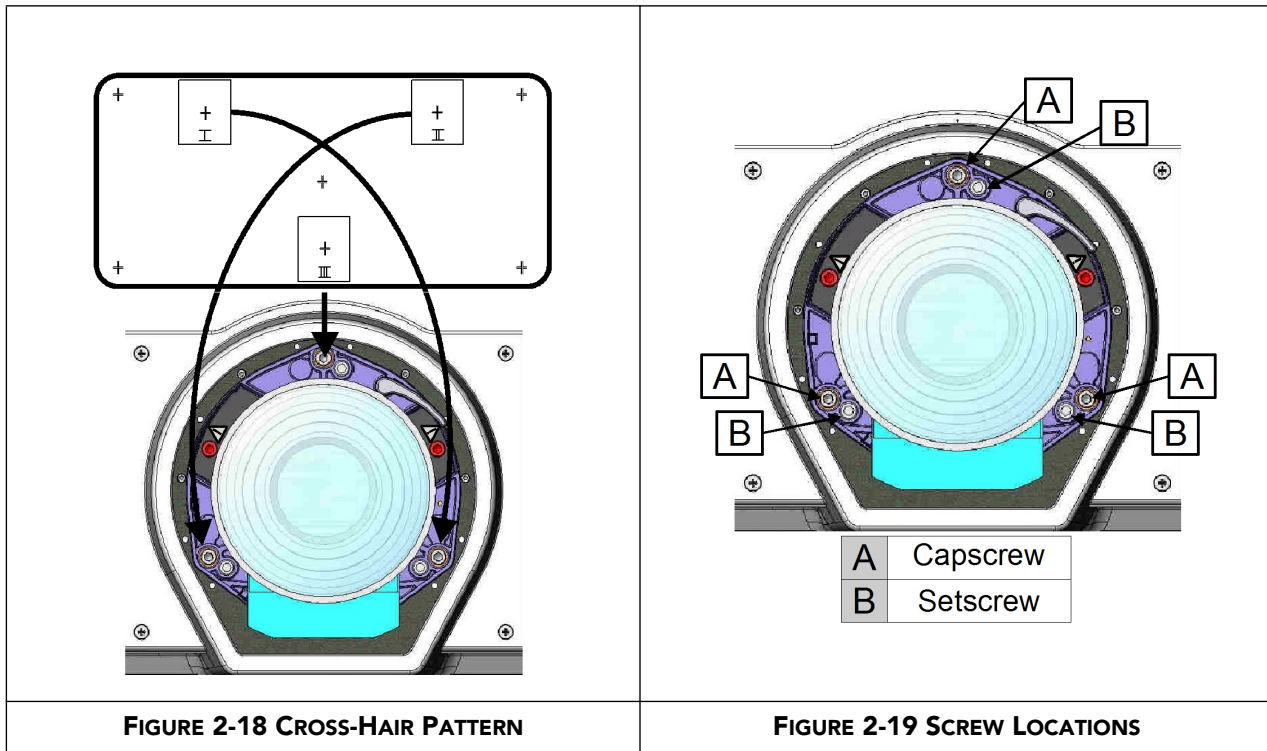 I
II
III
FIGURE 2-18 CROSS-HAIR PATTERN
A
B
A
B
A
B
A Capscrew
B Setscrew
FIGURE 2-19 SCREW LOCATIONS